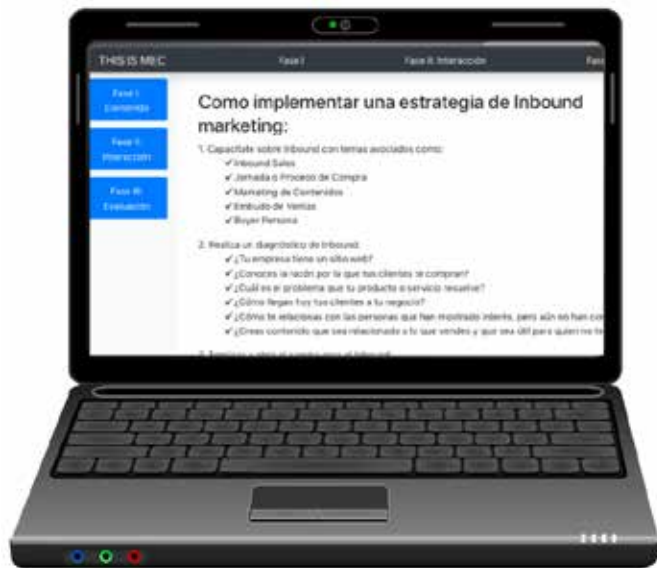 THIS IS MEC
Fase I
Fase II: Interacción
Fase
Fase I:
Contenido
Fase II:
Interacción
Fase III:
Evaluación
Como implementar una estrategia de Inbound
marketing:
1. Capacítate sobre Inbound con temas asociados como:
✓Inbound Sales
✓Jornada o Proceso de Compra
✓Marketing de Contenidos
✓Embudo de Ventas
✓Buyer Persona
2. Realiza un diagnóstico de Inbound:
✓¿Tu empresa tiene un sitio web?
✓¿Conoces la razón por la que tus clientes te compran?
✓¿Cuál es el problema que tu producto o servicio resuelve?
✓¿Cómo llegan hoy tus clientes a tu negocio?
✓¿Cómo te relacionas con las personas que han mostrado interés, pero aún no han com
✓¿Creas contenido que sea relacionado a lo que vendes y que sea útil para quien no te